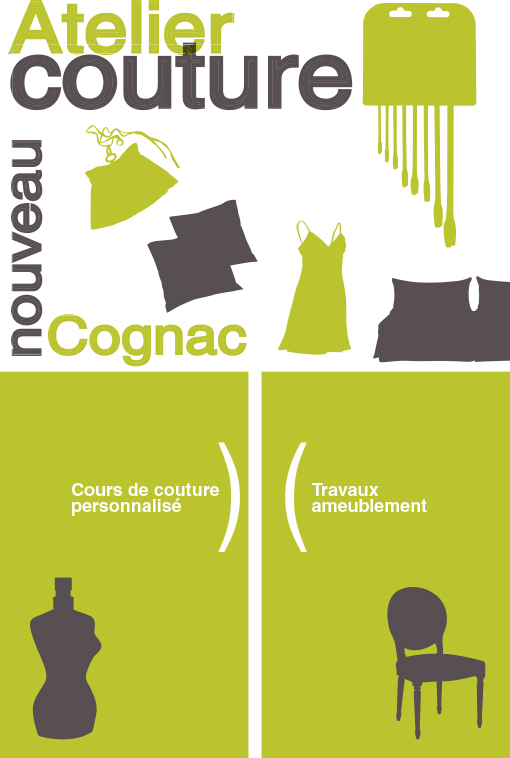 Atelier
couture
nouveau
Cognac
Cours de couture
personnalisé
Travaux
ameublement